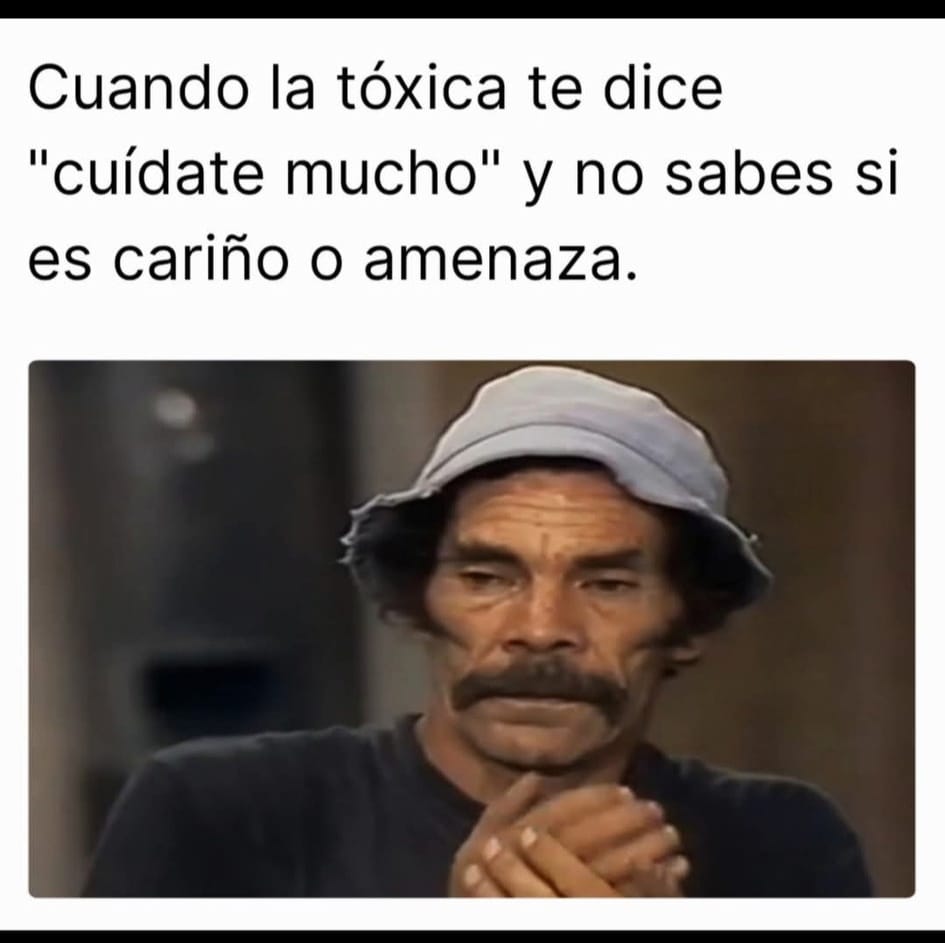 Cuando la tóxica te dice
"cuídate mucho" y no sabes si
es cariño o amenaza.